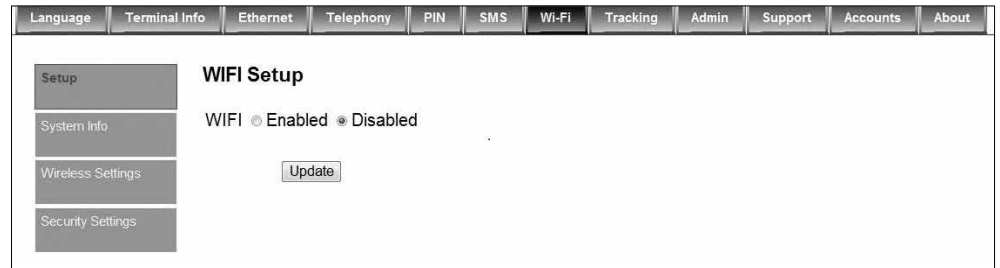 Language Terminal Info Ethernet Telephony PIN SMS Wi-Fi Tracking Admin Support Accounts About
Setup
System Info
Wireless Settings
Security Settings
WIFI Setup
WIFI Enabled Disabled
Update